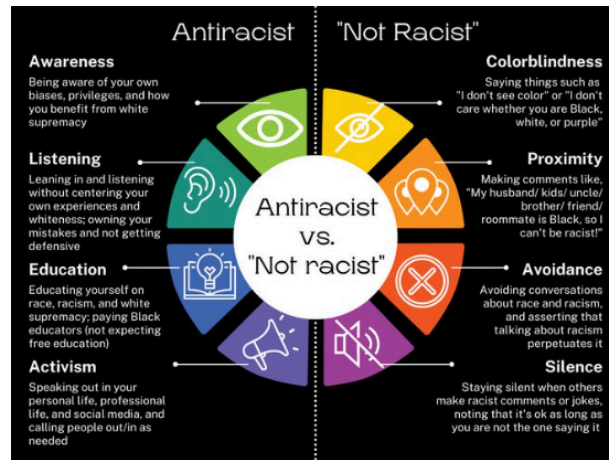 Antiracist
"Not Racist"
Awareness
Being aware of your own
biases, privileges, and how
you benefit from white
supremacy
Listening
Leaning in and listening
without centering your
own experiences and
whiteness; owning your
mistakes and not getting
defensive
Education
Educating yourself on
race, racism, and white
supremacy; paying Black
educators (not expecting
free education)
Activism
Speaking out in your
personal life, professional
life, and social media, and
calling people out/in as
needed
Antiracist
vs.
"Not racist"
Colorblindness
Saying things such as
"I don't see color" or "I don't
care whether you are Black,
white, or purple"
Proximity
Making comments like,
"My husband/ kids/ uncle/
brother/ friend/
roommate is Black, so I
can't be racist!"
Avoidance
Avoiding conversations
about race and racism,
and asserting that
talking about racism
perpetuates it
Silence
Staying silent when others
make racist comments or jokes,
noting that it's ok as long as
you are not the one saying it